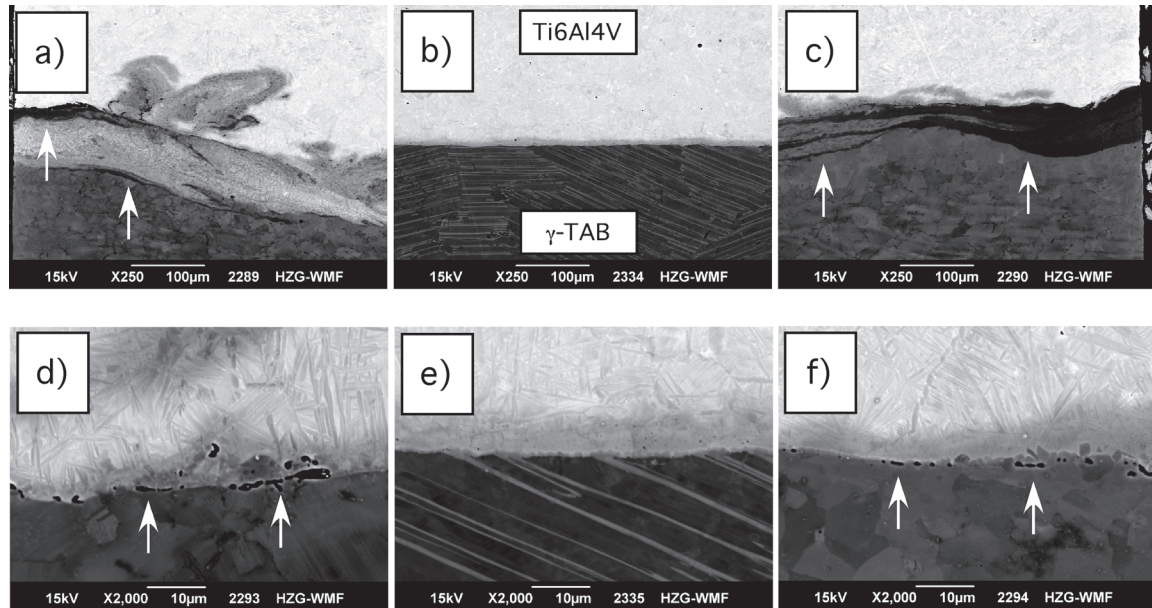 a)
b)
Ti6Al4V
γ-TAB
c)
15kV X250 100μm 2289 HZG-WMF
15kV X250 100μm 2334 HZG-WMF
15kV X250 100μm 2290 HZG-WMF
d)
e)
f)
15kV X2,000 10μm 2293 HZG-WMF
15kV X2,000 10μm 2335 HZG-WMF
15kV X2,000 10μm 2294 HZG-WMF